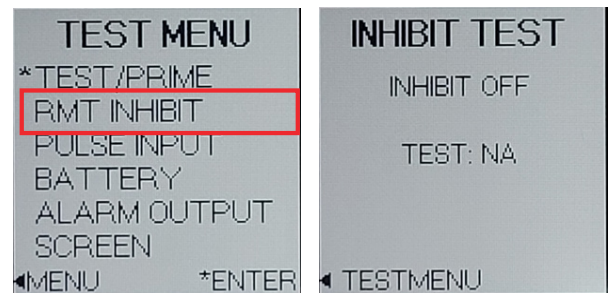 TEST MENU
*TEST/PRIME
RMT INHIBIT
PULSE INPUT
BATTERY
ALARM OUTPUT
SCREEN
◀MENU *ENTER
INHIBIT TEST
INHIBIT OFF
TEST: NA
◀ TESTMENU